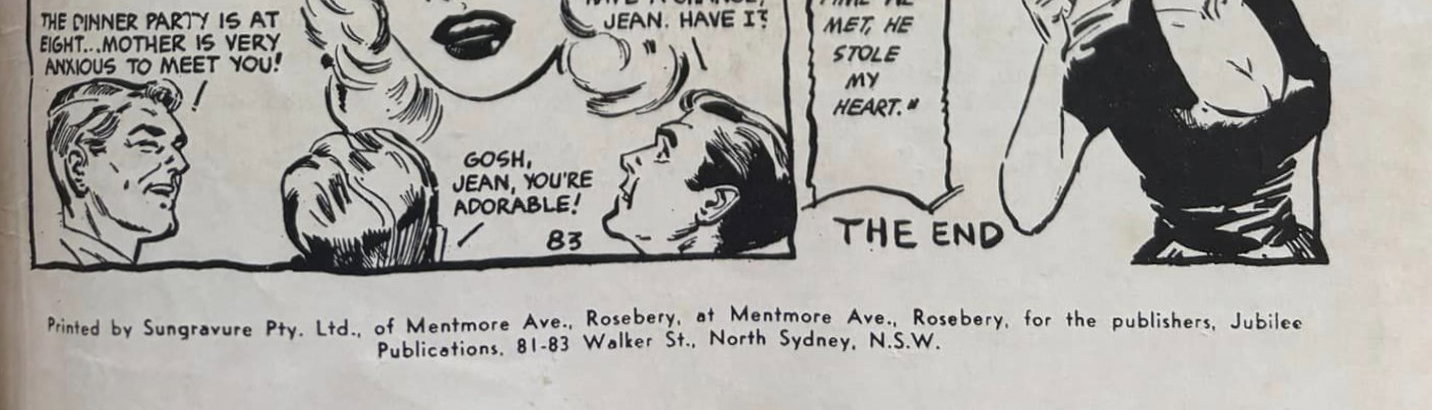 THE DINNER PARTY IS AT
EIGHT...MOTHER IS VERY
ANXIOUS TO MEET YOU!
JEAN. HAVE I?"
GOSH,
JEAN, YOU'RE
ADORABLE!
83
MET, HE
STOLE
MY
HEART."
THE END
Printed by Sungravure Pty. Ltd., of Mentmore Ave., Rosebery, at Mentmore Ave., Rosebery, for the publishers, Jubilee
Publications, 81-83 Walker St., North Sydney, N.S.W.